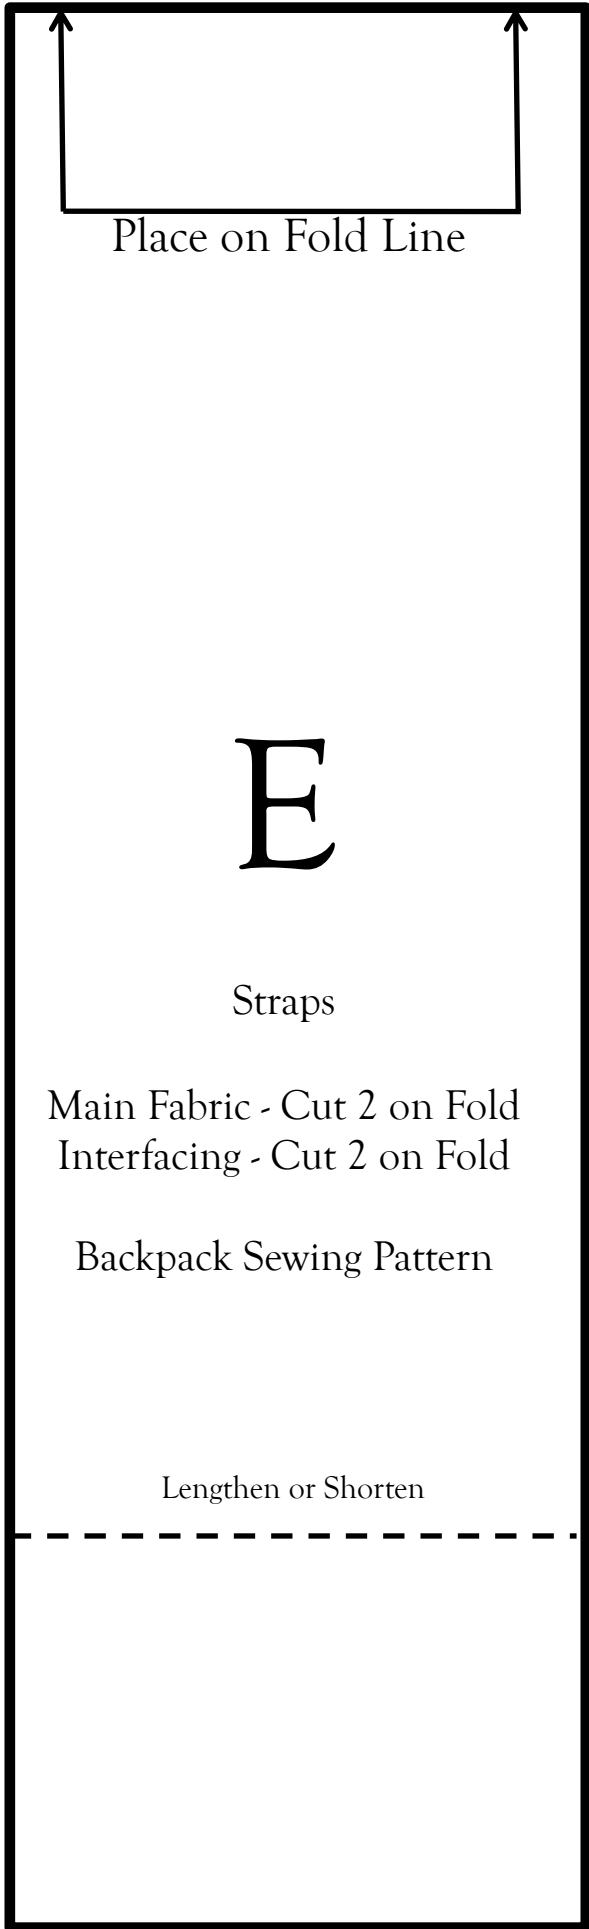 Place on Fold Line
E
Straps
Main Fabric - Cut 2 on Fold
Interfacing - Cut 2 on Fold
Backpack Sewing Pattern
Lengthen or Shorten